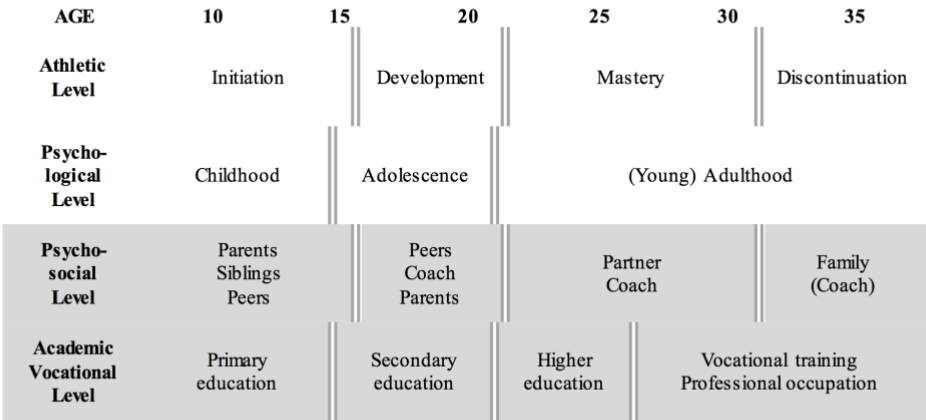 AGE 10 15 20 25 30 35
Athletic
Level
Initiation Development Mastery Discontinuation
Psycho-
logical
Level
Childhood Adolescence (Young) Adulthood
Psycho-
social
Level
Parents
Siblings
Peers
Peers
Coach
Parents
Partner
Coach
Family
(Coach)
Academic
Vocational
Level
Primary
education
Secondary
education
Higher
education
Vocational training
Professional occupation